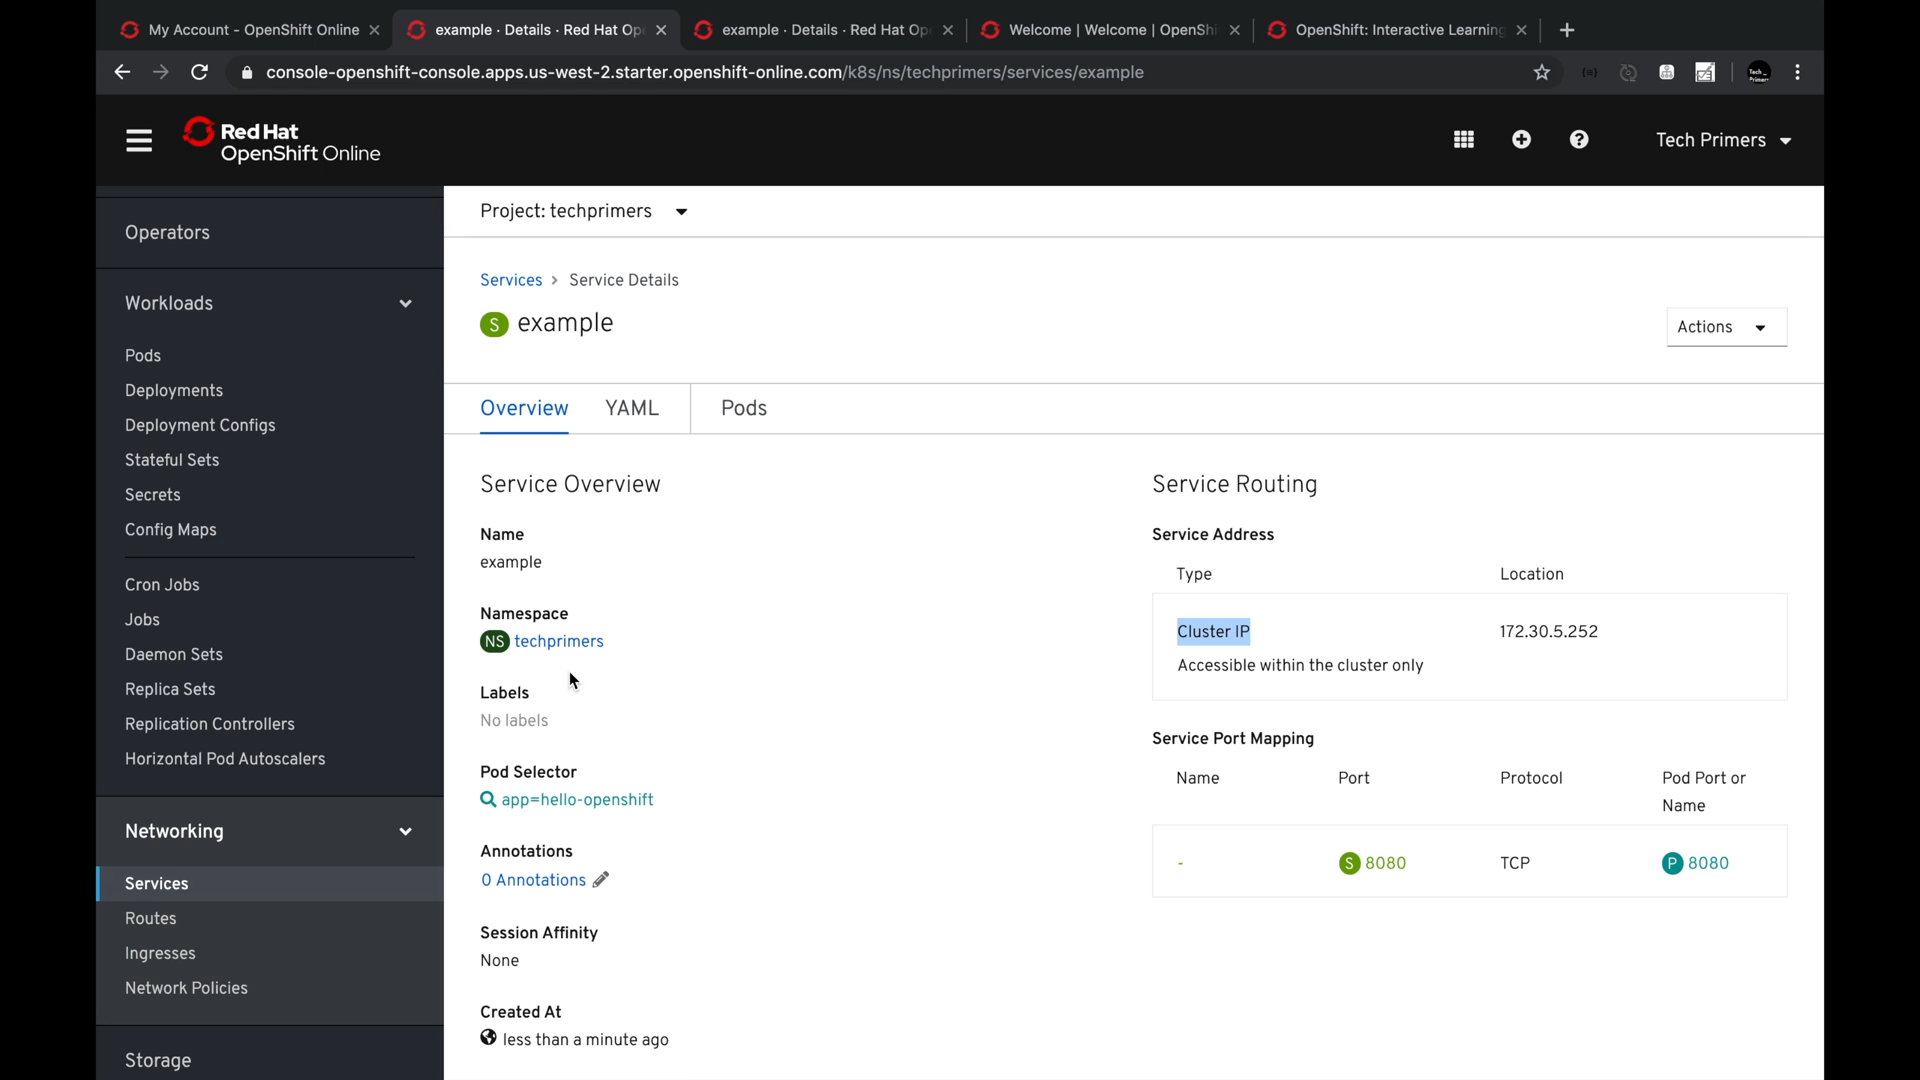 My Account - OpenShift Online
example · Details · Red Hat Op
example · Details · Red Hat Op
Welcome | Welcome | OpenShi
OpenShift: Interactive Learning
console-openshift-console.apps.us-west-2.starter.openshift-online.com/k8s/ns/techprimers/services/example
Red Hat
OpenShift Online
Tech Primers
Operators
Workloads
Pods
Deployments
Deployment Configs
Stateful Sets
Secrets
Config Maps
Cron Jobs
Jobs
Daemon Sets
Replica Sets
Replication Controllers
Horizontal Pod Autoscalers
Networking
Services
Routes
Ingresses
Network Policies
Storage
Project: techprimers
Services > Service Details
S example
Actions
Overview YAML Pods
Service Overview
Name
example
Namespace
NS techprimers
Labels
No labels
Pod Selector
app=hello-openshift
Annotations
0 Annotations
Session Affinity
None
Created At
less than a minute ago
Service Routing
Service Address
Type Location
Cluster IP 172.30.5.252
Accessible within the cluster only
Service Port Mapping
Name Port Protocol Pod Port or
Name
- S 8080 TCP P 8080